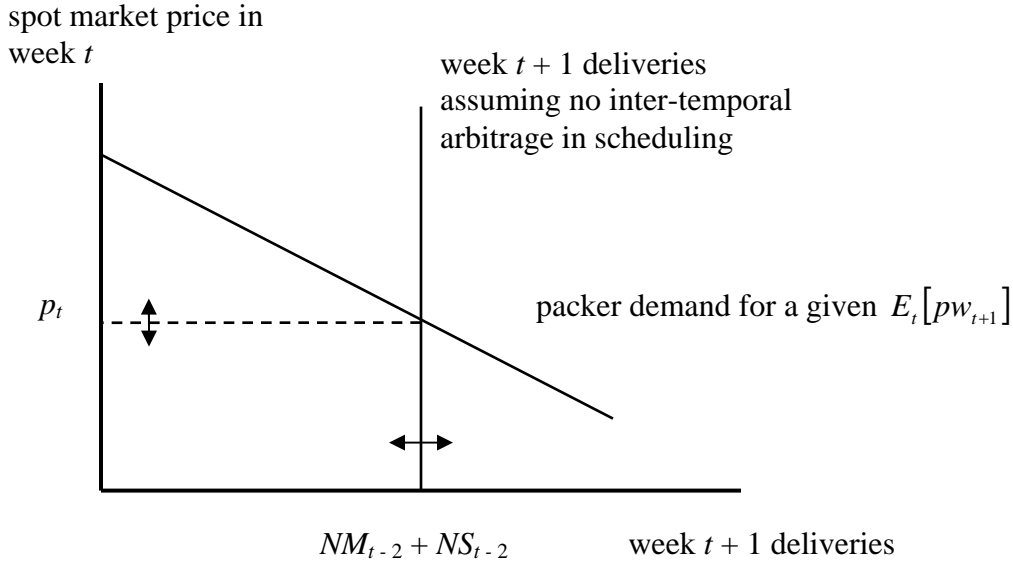 spot market price in
week t
week t + 1 deliveries
assuming no inter-temporal
arbitrage in scheduling
p_t
packer demand for a given E_t[pw_{t+1}]
NM_{t - 2} + NS_{t - 2}
week t + 1 deliveries